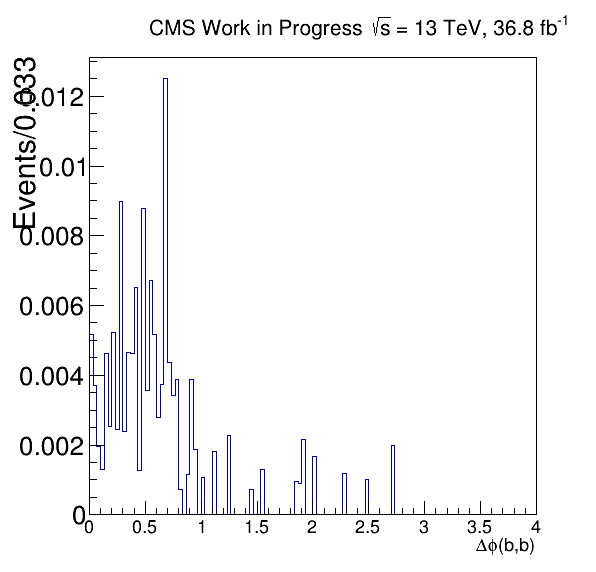 CMS Work in Progress √s = 13 TeV, 36.8 fb⁻¹
Events/0.033
0.012
0.01
0.008
0.006
0.004
0.002
0
0 0.5 1 1.5 2 2.5 3 3.5 4
Δϕ(b,b)